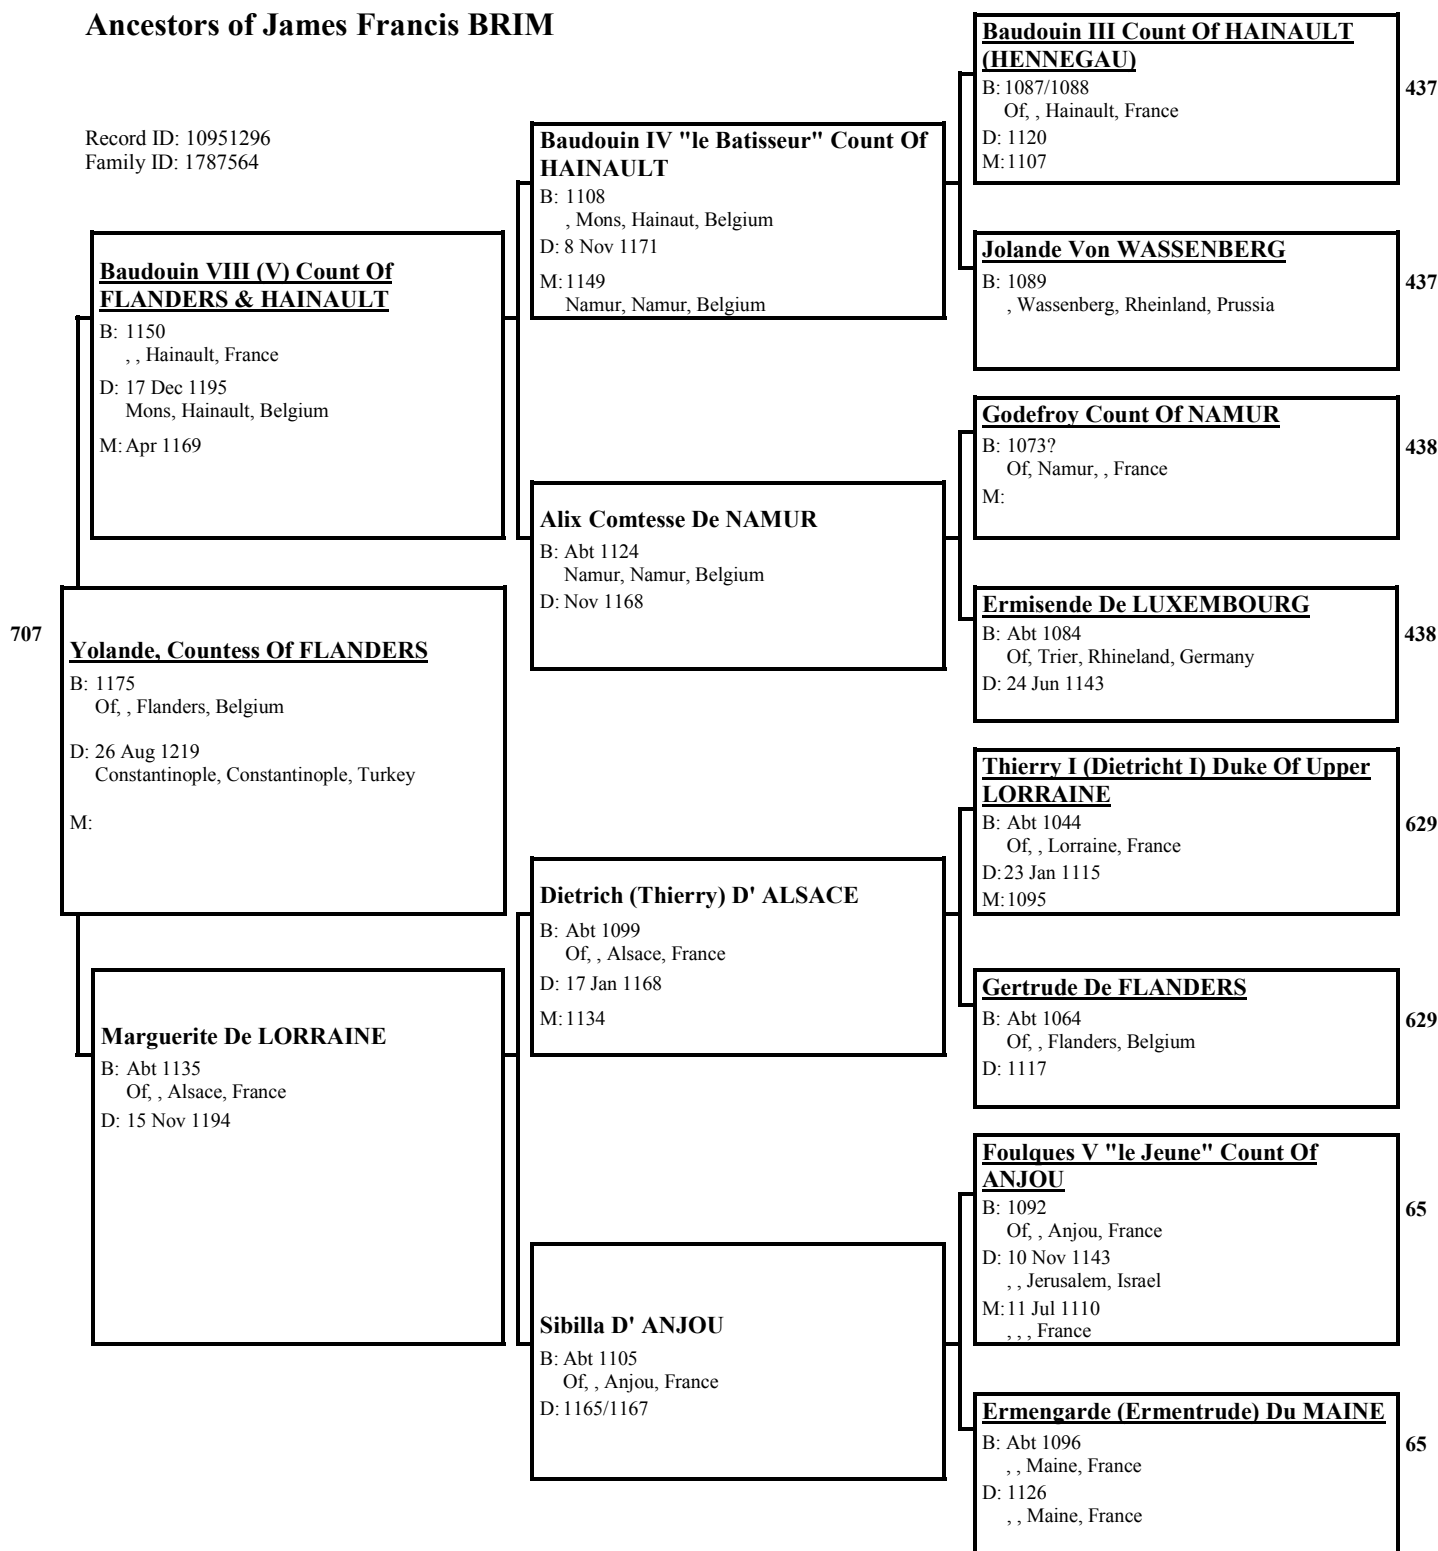 Ancestors of James Francis BRIM
Record ID: 10951296
Family ID: 1787564
707
Yolande, Countess Of FLANDERS
B: 1175
Of, , Flanders, Belgium
D: 26 Aug 1219
Constantinople, Constantinople, Turkey
M:
Baudouin VIII (V) Count Of
FLANDERS & HAINAULT
B: 1150
, , Hainault, France
D: 17 Dec 1195
Mons, Hainault, Belgium
M: Apr 1169
Marguerite De LORRAINE
B: Abt 1135
Of, , Alsace, France
D: 15 Nov 1194
Baudouin IV "le Batisseur" Count Of
HAINAULT
B: 1108
, Mons, Hainaut, Belgium
D: 8 Nov 1171
M: 1149
Namur, Namur, Belgium
Alix Comtesse De NAMUR
B: Abt 1124
Namur, Namur, Belgium
D: Nov 1168
Dietrich (Thierry) D' ALSACE
B: Abt 1099
Of, , Alsace, France
D: 17 Jan 1168
M: 1134
Sibilla D' ANJOU
B: Abt 1105
Of, , Anjou, France
D: 1165/1167
Baudouin III Count Of HAINAULT
(HENNEGAU)
B: 1087/1088
Of, , Hainault, France
D: 1120
M: 1107
437
Jolande Von WASSENBERG
B: 1089
, Wassenberg, Rheinland, Prussia
437
Godefroy Count Of NAMUR
B: 1073?
Of, Namur, , France
M:
438
Ermisende De LUXEMBOURG
B: Abt 1084
Of, Trier, Rhineland, Germany
D: 24 Jun 1143
438
Thierry I (Dietricht I) Duke Of Upper
LORRAINE
B: Abt 1044
Of, , Lorraine, France
D: 23 Jan 1115
M: 1095
629
Gertrude De FLANDERS
B: Abt 1064
Of, , Flanders, Belgium
D: 1117
629
Foulques V "le Jeune" Count Of
ANJOU
B: 1092
Of, , Anjou, France
D: 10 Nov 1143
, , Jerusalem, Israel
M: 11 Jul 1110
, , , France
65
Ermengarde (Ermentrude) Du MAINE
B: Abt 1096
, , Maine, France
D: 1126
, , Maine, France
65